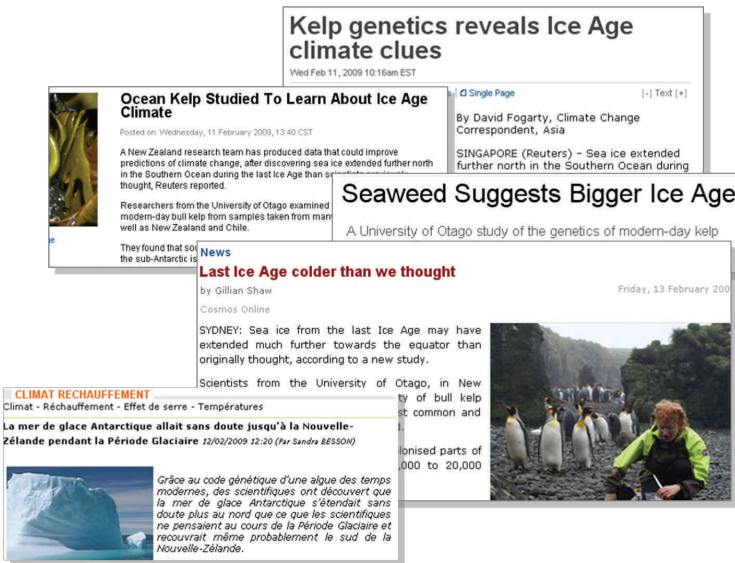 Kelp genetics reveals Ice Age
climate clues
Wed Feb 11, 2009 10:16am EST
Single Page
[-] Text [+]
By David Fogarty, Climate Change
Correspondent, Asia
SINGAPORE (Reuters) - Sea ice extended
further north in the Southern Ocean during
Ocean Kelp Studied To Learn About Ice Age
Climate
Posted on: Wednesday, 11 February 2009, 13:40 CST
A New Zealand research team has produced data that could improve
predictions of climate change, after discovering sea ice extended further north
in the Southern Ocean during the last Ice Age than scientists previously
thought, Reuters reported.
Researchers from the University of Otago examined
modern-day bull kelp from samples taken from
well as New Zealand and Chile.
They found that
the sub-Antarctic
Seaweed Suggests Bigger Ice Age
A University of Otago study of the genetics of modern-day kelp
News
Last Ice Age colder than we thought
by Gillian Shaw
Friday, 13 February 200
Cosmos Online
SYDNEY: Sea ice from the last Ice Age may have
extended much further towards the equator than
originally thought, according to a new study.
Scientists from the University of Otago, in New
ty of bull kelp
st common and
lonised parts of
,000 to 20,000
CLIMAT RECHAUFFEMENT
Climat - Réchauffement - Effet de serre - Températures
La mer de glace Antarctique allait sans doute jusqu'à la Nouvelle-
Zélande pendant la Période Glaciaire 12/02/2009 12:20 (Par Sandra BESSON)
Grâce au code génétique d'une algue des temps
modernes, des scientifiques ont découvert que
la mer de glace Antarctique s'étendait sans
doute plus au nord que ce que les scientifiques
ne pensaient au cours de la Période Glaciaire et
recouvrait même probablement le sud de la
Nouvelle-Zélande.